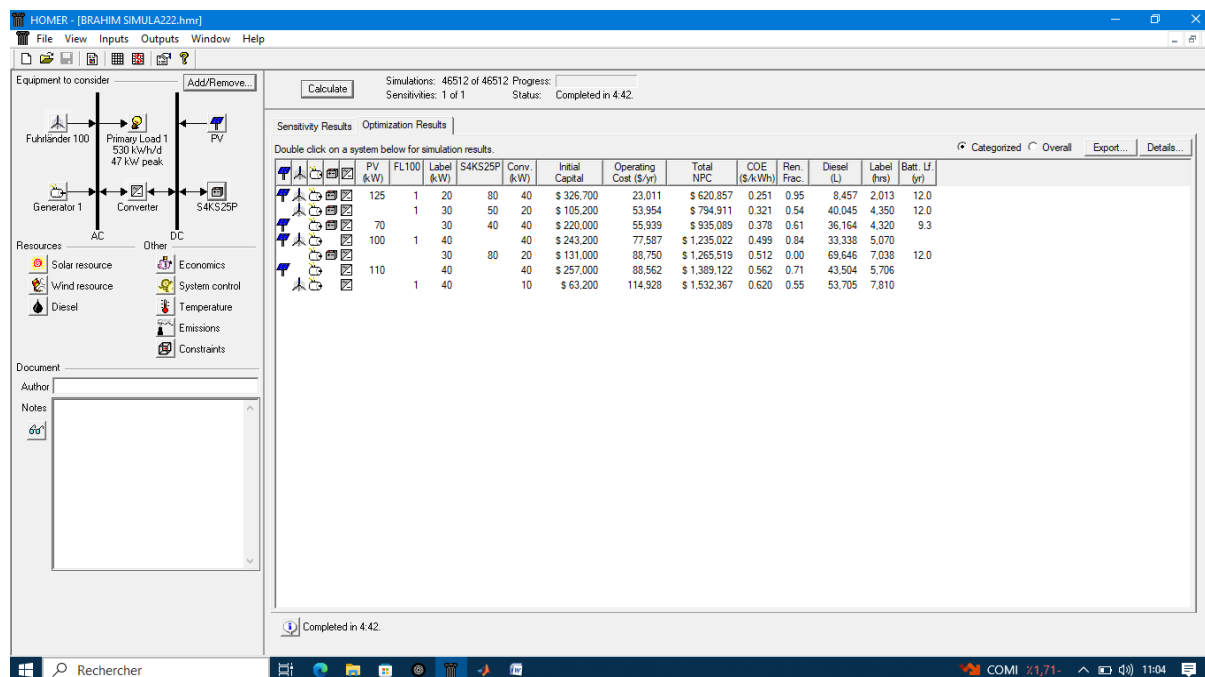 HOMER - [BRAHIM SIMULA222.hmr]
File View Inputs Outputs Window Help
Equipment to consider Add/Remove...
Fuhrländer 100
Primary Load 1
530 kWh/d
47 kW peak
PV
Generator 1
Converter
S4KS25P
AC DC
Resources Other
Solar resource Economics
Wind resource System control
Diesel Temperature
Emissions
Constraints
Document
Author
Notes
Calculate
Simulations: 46512 of 46512 Progress:
Sensitivities: 1 of 1 Status: Completed in 4:42.
Sensitivity Results Optimization Results
Double click on a system below for simulation results.
Categorized Overall Export... Details...
PV (kW) FL100 Label (kW) S4KS25P Conv. (kW) Initial Capital Operating Cost ($/yr) Total NPC COE ($/kWh) Ren. Frac. Diesel (L) Label (hrs) Batt. Lf. (yr)
125 1 20 80 40 $ 326,700 23,011 $ 620,857 0.251 0.95 8,457 2,013 12.0
1 30 50 20 $ 105,200 53,954 $ 794,911 0.321 0.54 40,045 4,350 12.0
70 30 40 40 $ 220,000 55,939 $ 935,089 0.378 0.61 36,164 4,320 9.3
100 1 40 40 $ 243,200 77,587 $ 1,235,022 0.499 0.84 33,338 5,070
30 80 20 $ 131,000 88,750 $ 1,265,519 0.512 0.00 69,646 7,038 12.0
110 40 40 $ 257,000 88,562 $ 1,389,122 0.562 0.71 43,504 5,706
1 40 10 $ 63,200 114,928 $ 1,532,367 0.620 0.55 53,705 7,810
Completed in 4:42.
Rechercher
COMI ٪1,71- 11:04